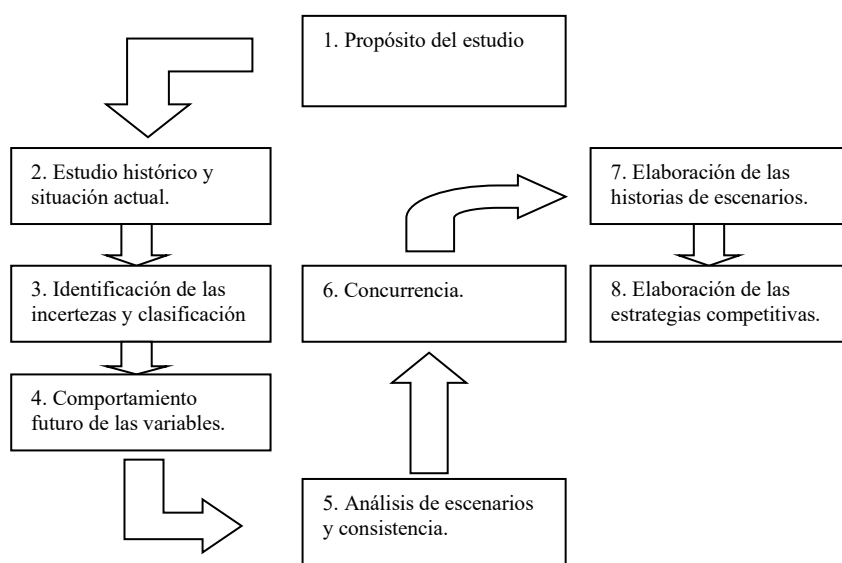 1. Propósito del estudio
2. Estudio histórico y
situación actual.
3. Identificación de las
incertezas y clasificación
4. Comportamiento
futuro de las variables.
5. Análisis de escenarios
y consistencia.
6. Concurrencia.
7. Elaboración de las
historias de escenarios.
8. Elaboración de las
estrategias competitivas.